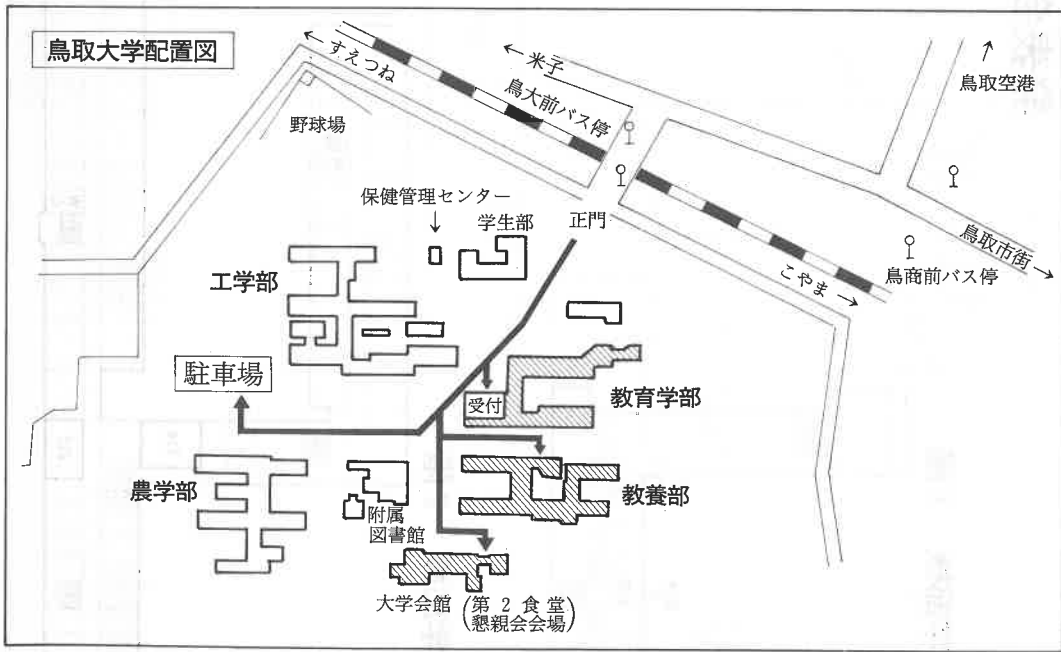 鳥取大学配置図
← すえつね
← 米子
↑ 鳥取空港
鳥大前バス停
野球場
保健管理センター
↓
学生部
正門
鳥取市街 →
こやま →
鳥商前バス停
工学部
駐車場
受付
教育学部
農学部
附属
図書館
教養部
大学会館 (第2食堂
懇親会会場)